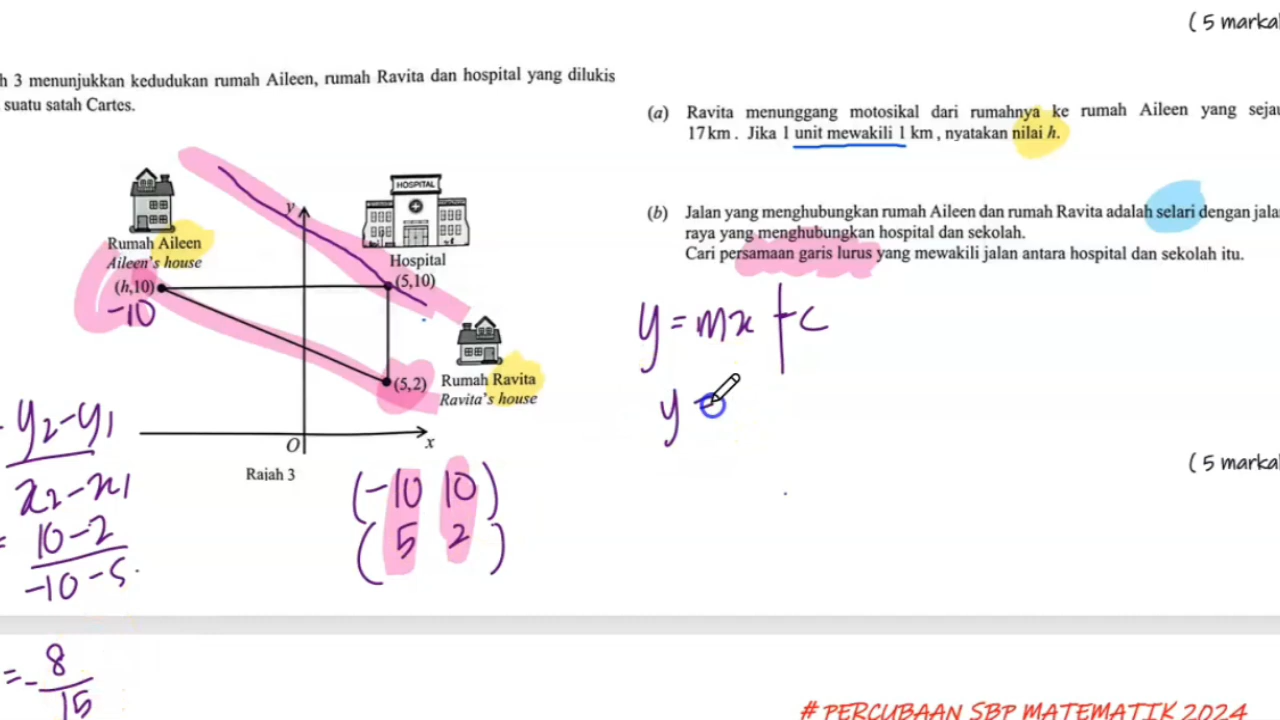 ( 5 marka
h 3 menunjukkan kedudukan rumah Aileen, rumah Ravita dan hospital yang dilukis
suatu satah Cartes.
HOSPITAL
y
Rumah Aileen
Aileen's house
(h,10)
-10
Hospital
(5,10)
(5,2)
Rumah Ravita
Ravita's house
O
x
Rajah 3
y2-y1
x2-x1
= 10-2
-10-5
= -8
15
(-10 10)
( 5 2 )
(a) Ravita menunggang motosikal dari rumahnya ke rumah Aileen yang sejau
17 km . Jika 1 unit mewakili 1 km , nyatakan nilai h.
(b) Jalan yang menghubungkan rumah Aileen dan rumah Ravita adalah selari dengan jala
raya yang menghubungkan hospital dan sekolah.
Cari persamaan garis lurus yang mewakili jalan antara hospital dan sekolah itu.
y = mx + c
y
( 5 marka
# PERCUBAAN SBP MATEMATIK 2024